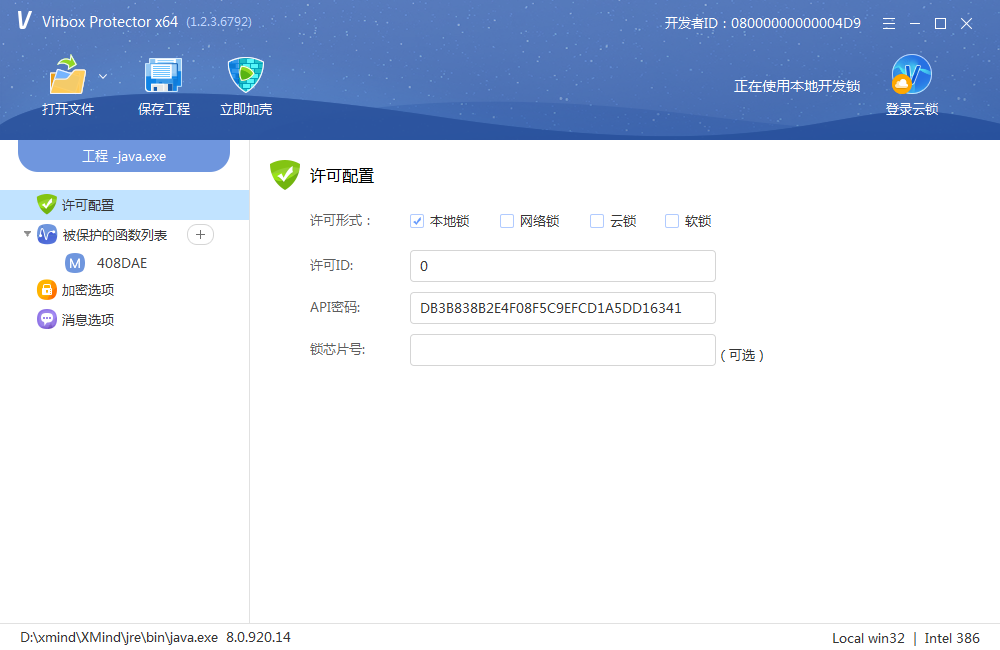 V Virbox Protector x64 (1.2.3.6792) 开发者ID：08000000000004D9
打开文件 保存工程 立即加壳 正在使用本地开发锁 登录云锁
工程 -java.exe
许可配置
被保护的函数列表
M 408DAE
加密选项
消息选项
许可配置
许可形式： 本地锁 网络锁 云锁 软锁
许可ID: 0
API密码: DB3B838B2E4F08F5C9EFCD1A5DD16341
锁芯片号: (可选)
D:\xmind\XMind\jre\bin\java.exe 8.0.920.14 Local win32 | Intel 386